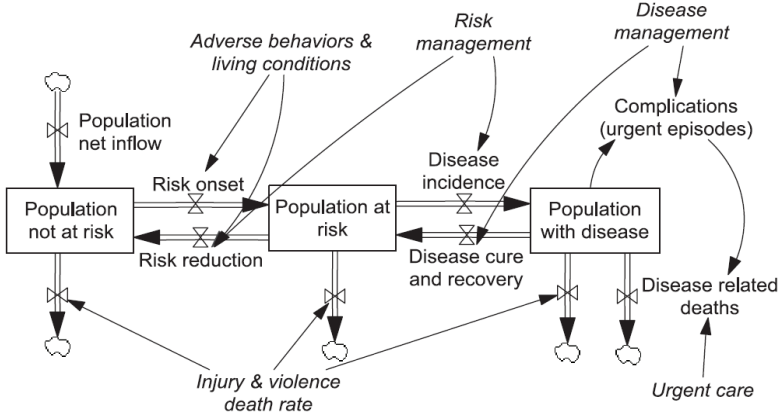 Adverse behaviors &
living conditions
Risk
management
Disease
management
Population
net inflow
Complications
(urgent episodes)
Risk onset
Disease
incidence
Population
not at risk
Population at
risk
Population
with disease
Risk reduction
Disease cure
and recovery
Disease related
deaths
Injury & violence
death rate
Urgent care